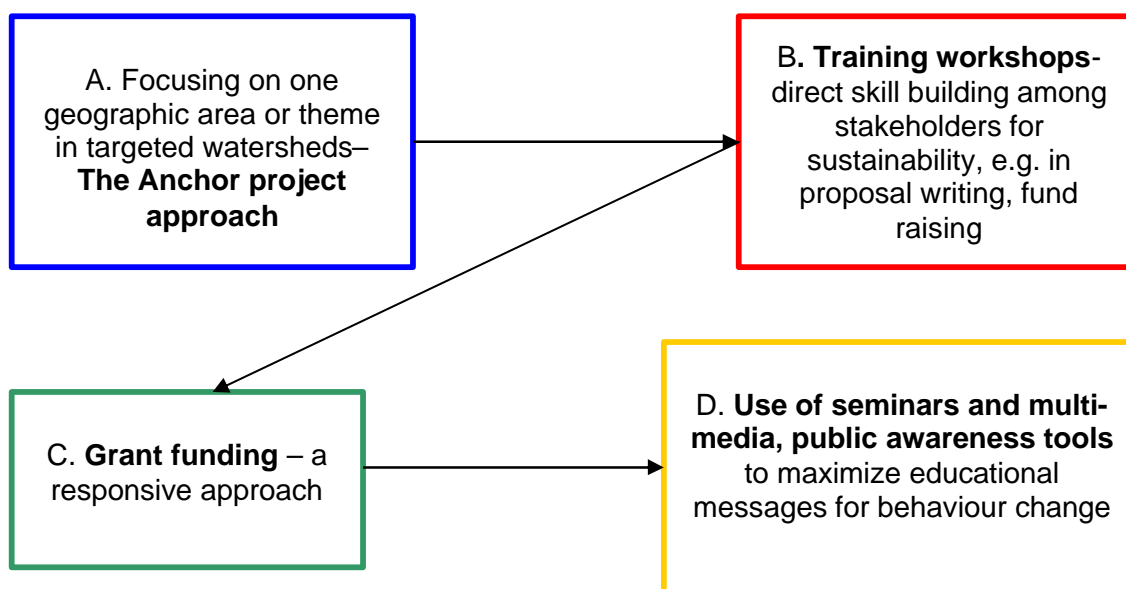 A. Focusing on one
geographic area or theme
in targeted watersheds–
The Anchor project
approach
B. Training workshops-
direct skill building among
stakeholders for
sustainability, e.g. in
proposal writing, fund
raising
C. Grant funding – a
responsive approach
D. Use of seminars and multi-
media, public awareness tools
to maximize educational
messages for behaviour change